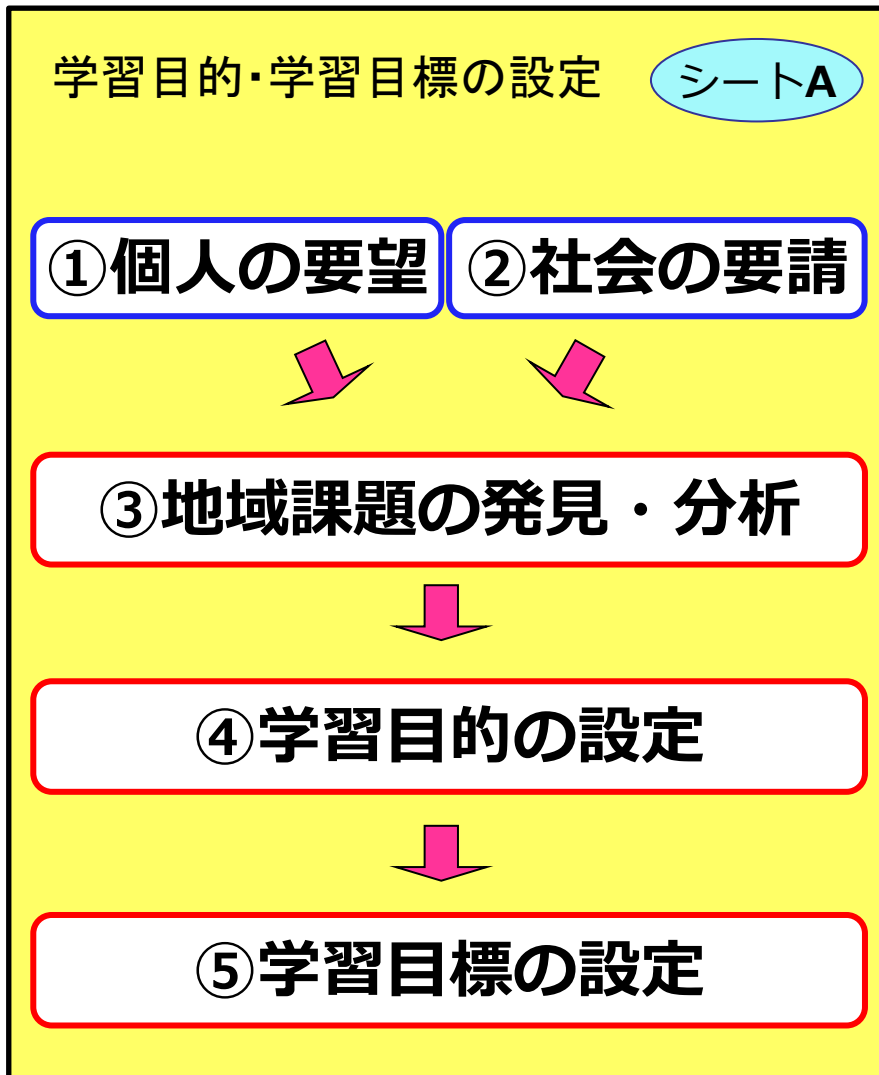 学習目的・学習目標の設定
シートA
①個人の要望
②社会の要請
③地域課題の発見・分析
④学習目的の設定
⑤学習目標の設定